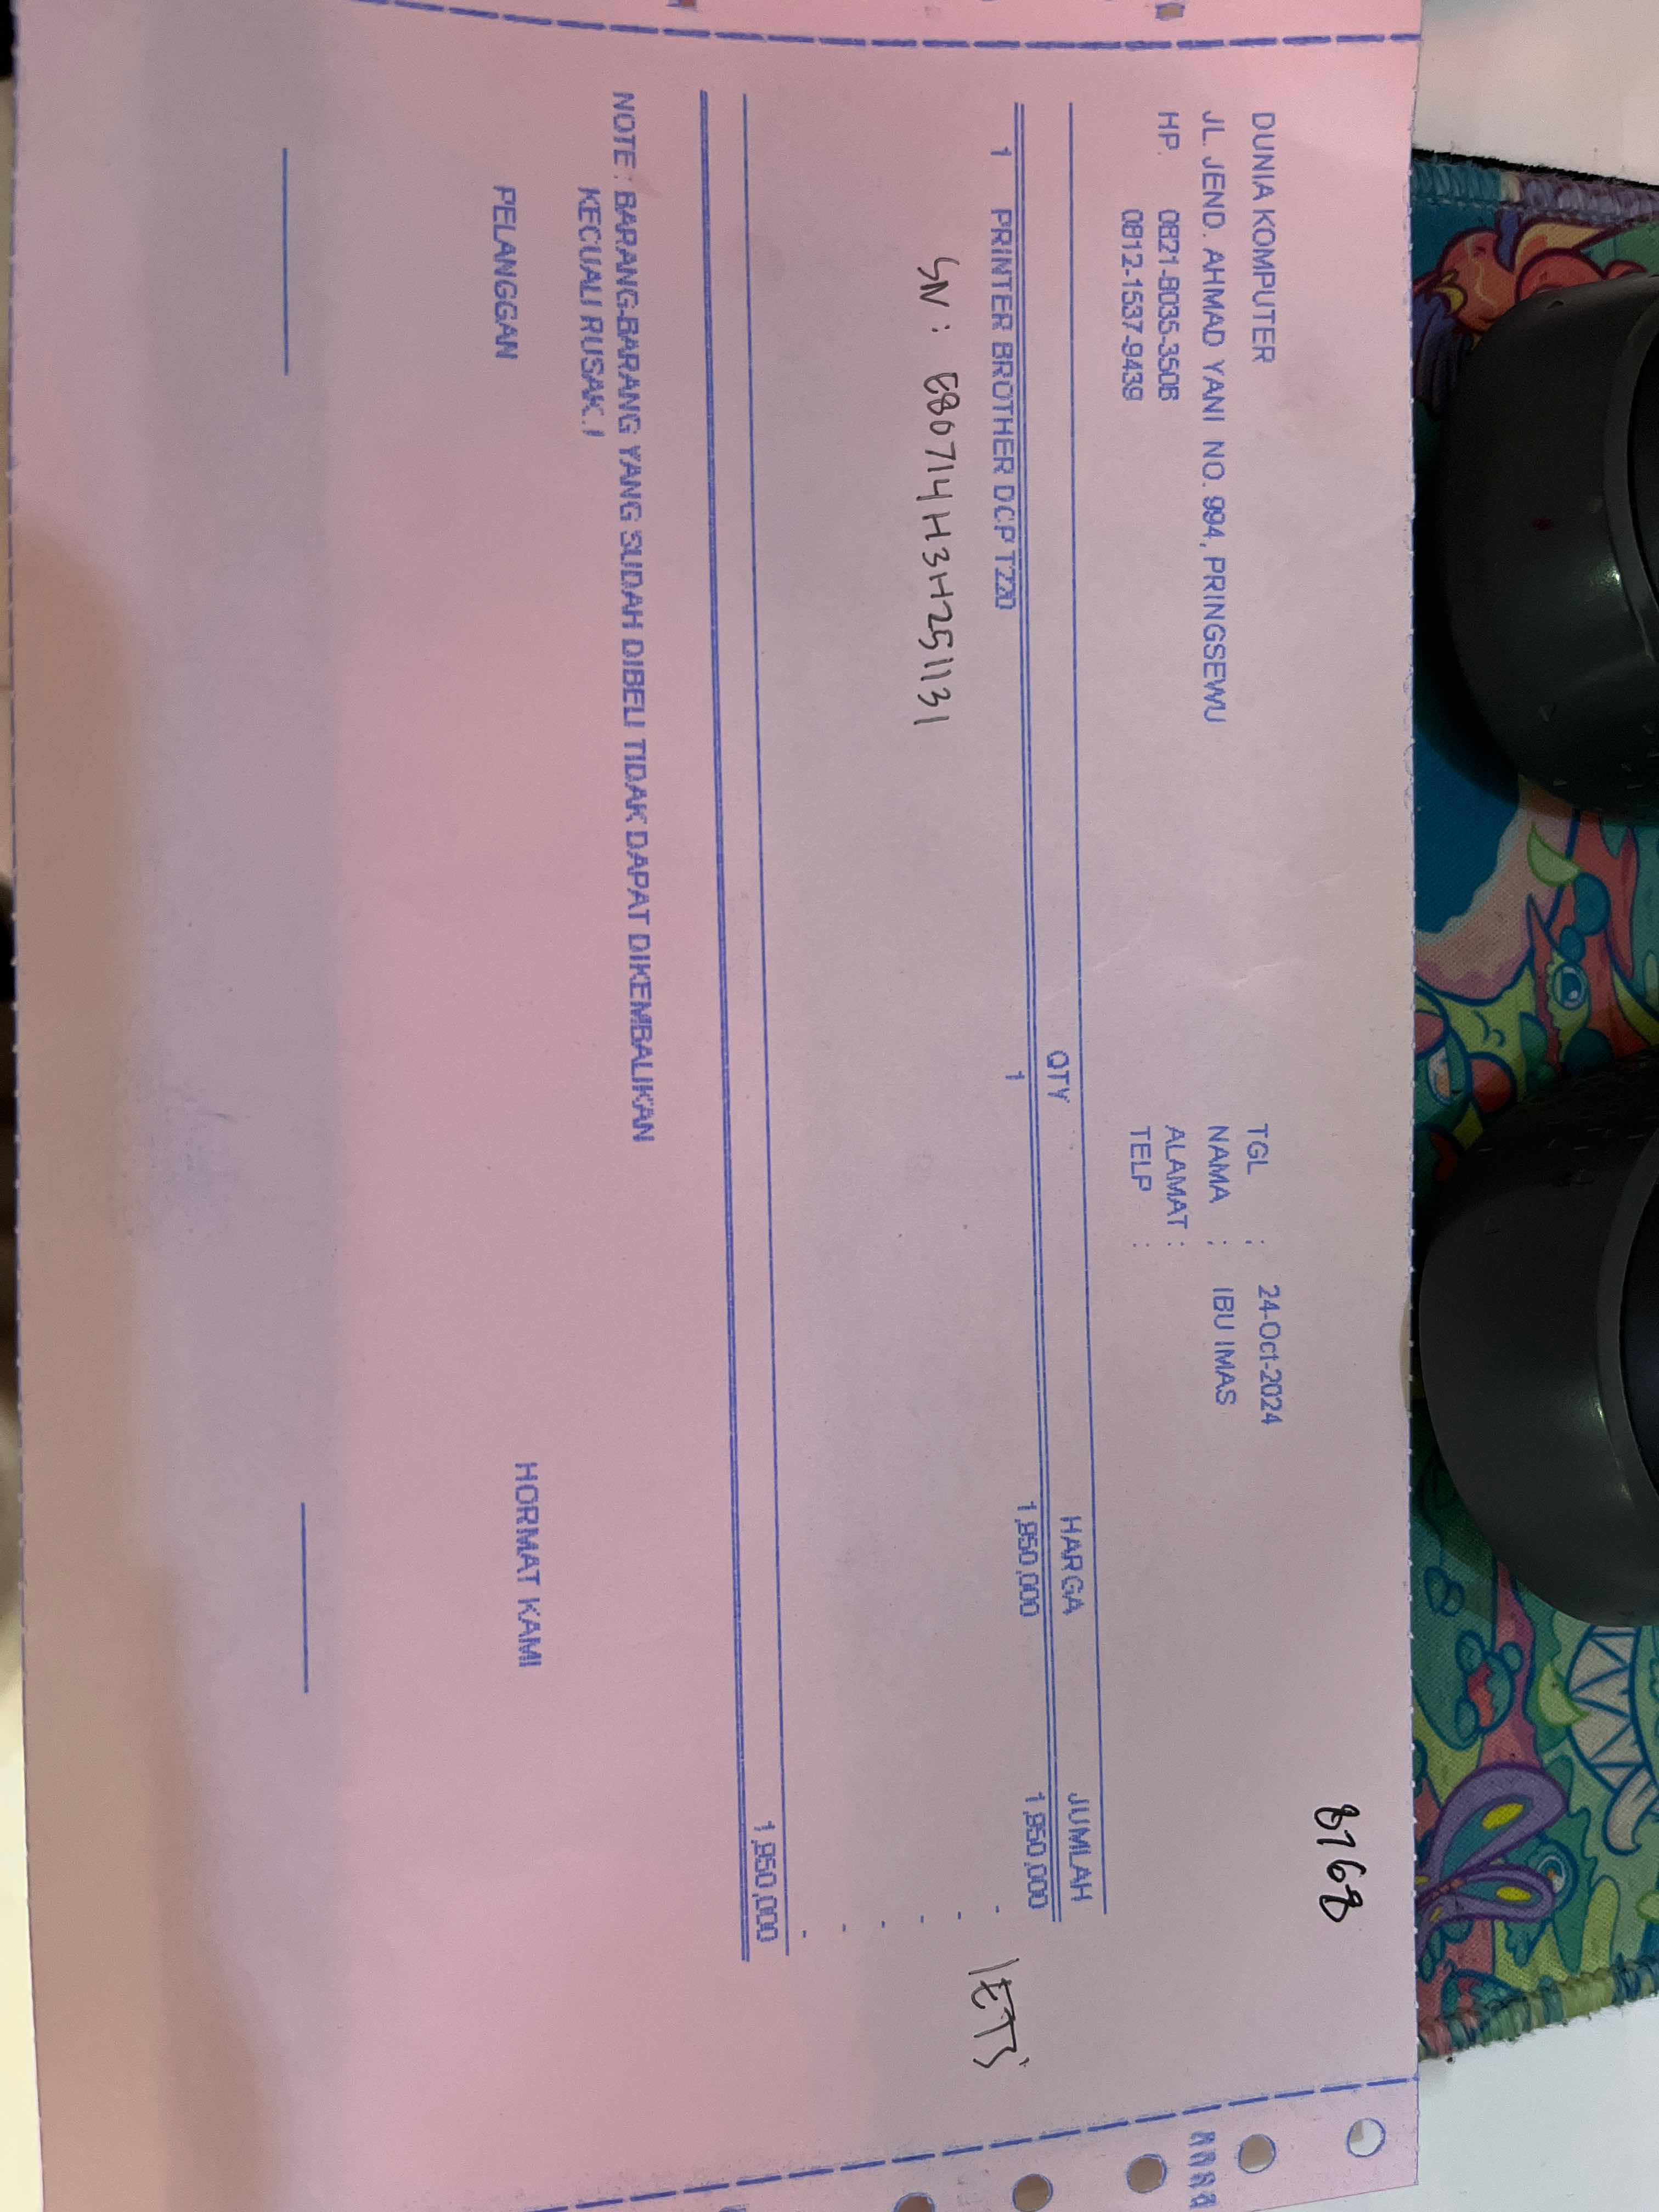 8768
DUNIA KOMPUTER
TGL : 24-Oct-2024
JL. JEND. AHMAD YANI NO. 994, PRINGSEWU
NAMA : IBU IMAS
HP. 0821-8035-3508
ALAMAT :
0812-1537-9439
TELP :
QTY HARGA JUMLAH
1 PRINTER BROTHER DCP T220 1 1,850,000 1,850,000
SN : E80714H3H251131
1,850,000
NOTE : BARANG-BARANG YANG SUDAH DIBELI TIDAK DAPAT DIKEMBALIKAN
KECUALI RUSAK..!
PELANGGAN HORMAT KAMI